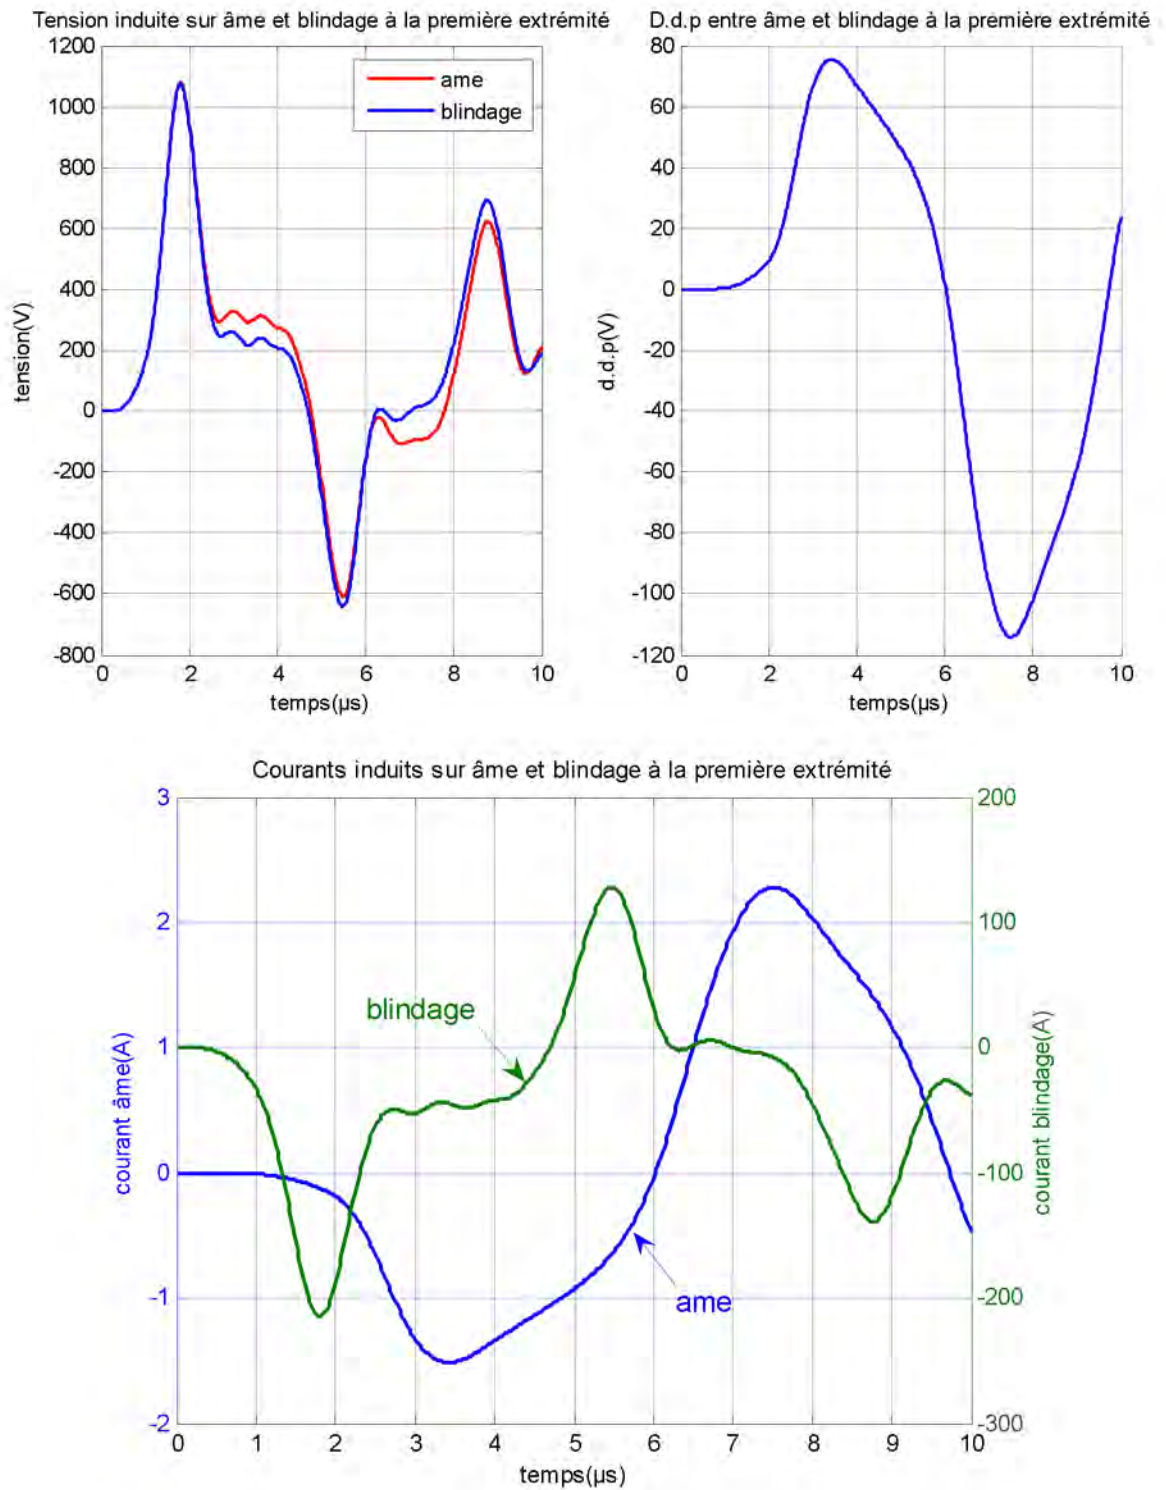 Tension induite sur âme et blindage à la première extrémité
1200
1000
800
600
400
200
0
-200
-400
-600
-800
0 2 4 6 8 10
tension(V)
temps(µs)
ame
blindage
D.d.p entre âme et blindage à la première extrémité
80
60
40
20
0
-20
-40
-60
-80
-100
-120
0 2 4 6 8 10
d.d.p(V)
temps(µs)
Courants induits sur âme et blindage à la première extrémité
3
2
1
0
-1
-2
courant âme(A)
200
100
0
-100
-200
-300
courant blindage(A)
blindage
ame
0 1 2 3 4 5 6 7 8 9 10
temps(µs)